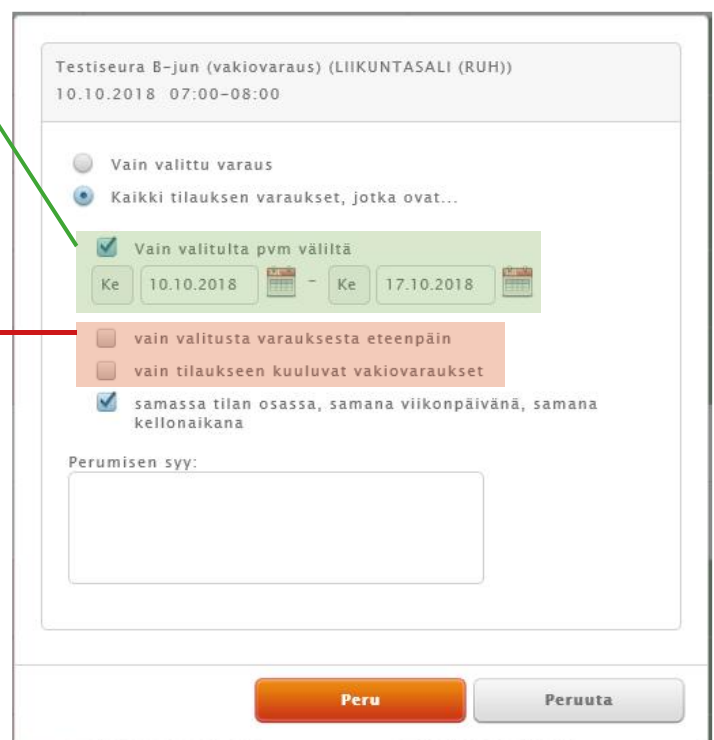 Testiseura B-jun (vakiovaraus) (LIIKUNTASALI (RUH))
10.10.2018 07:00-08:00
Vain valittu varaus
Kaikki tilauksen varaukset, jotka ovat...
Vain valitulta pvm väliltä
Ke 10.10.2018 - Ke 17.10.2018
vain valitusta varauksesta eteenpäin
vain tilaukseen kuuluvat vakiovaraukset
samassa tilan osassa, samana viikonpäivänä, samana
kellonaikana
Perumisen syy:
Peru Peruuta